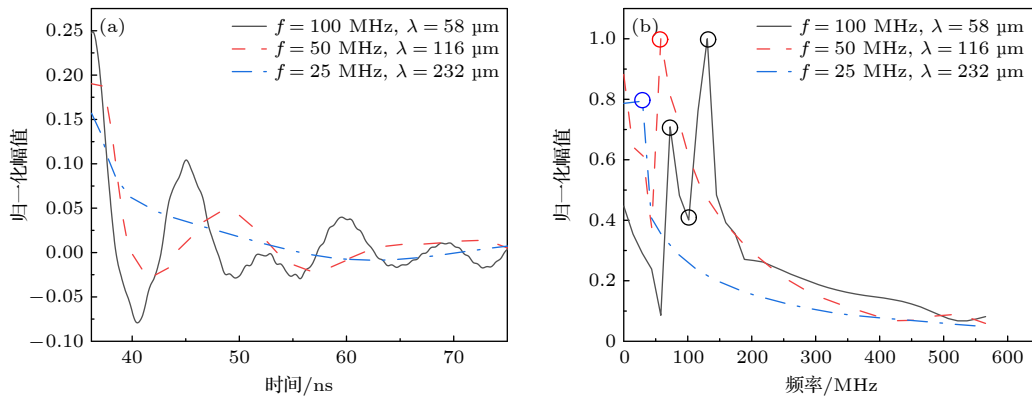 (a)
f = 100 MHz, λ = 58 μm
f = 50 MHz, λ = 116 μm
f = 25 MHz, λ = 232 μm
0.25
0.20
0.15
0.10
0.05
0.00
−0.05
−0.10
归一化幅值
40
50
60
70
时间/ns
(b)
f = 100 MHz, λ = 58 μm
f = 50 MHz, λ = 116 μm
f = 25 MHz, λ = 232 μm
1.0
0.8
0.6
0.4
0.2
0
归一化幅值
0
100
200
300
400
500
600
频率/MHz